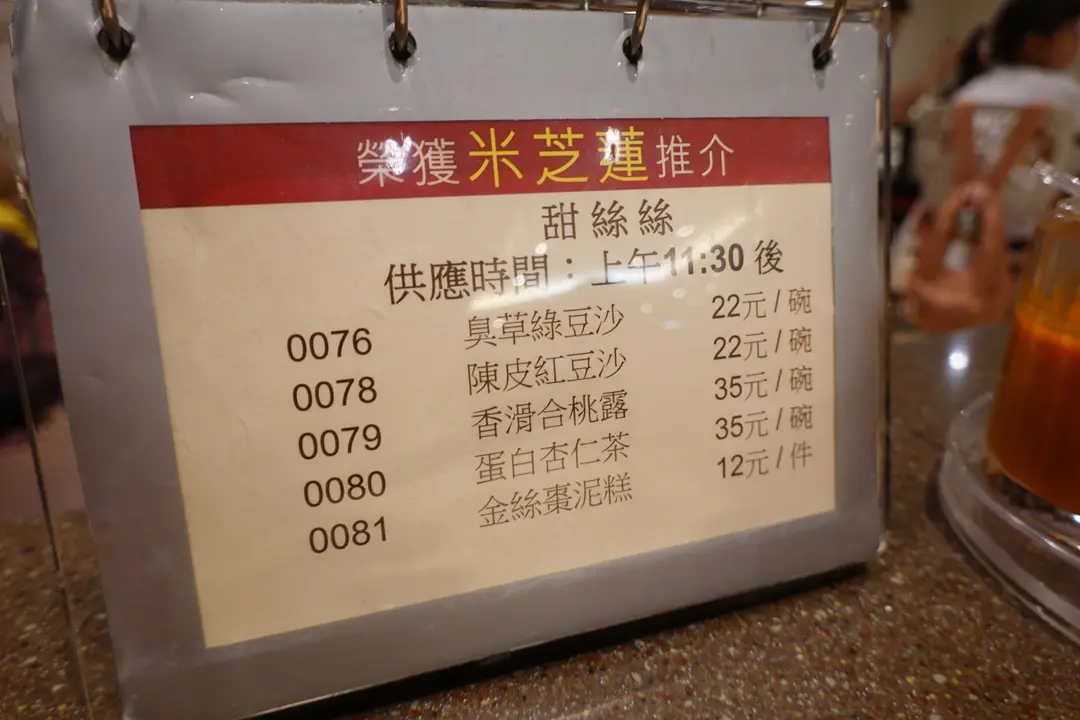 榮獲米芝蓮推介
甜絲絲
供應時間：上午11:30後
0076 臭草綠豆沙 22元/碗
0078 陳皮紅豆沙 22元/碗
0079 香滑合桃露 35元/碗
0080 蛋白杏仁茶 35元/碗
0081 金絲棗泥糕 12元/件